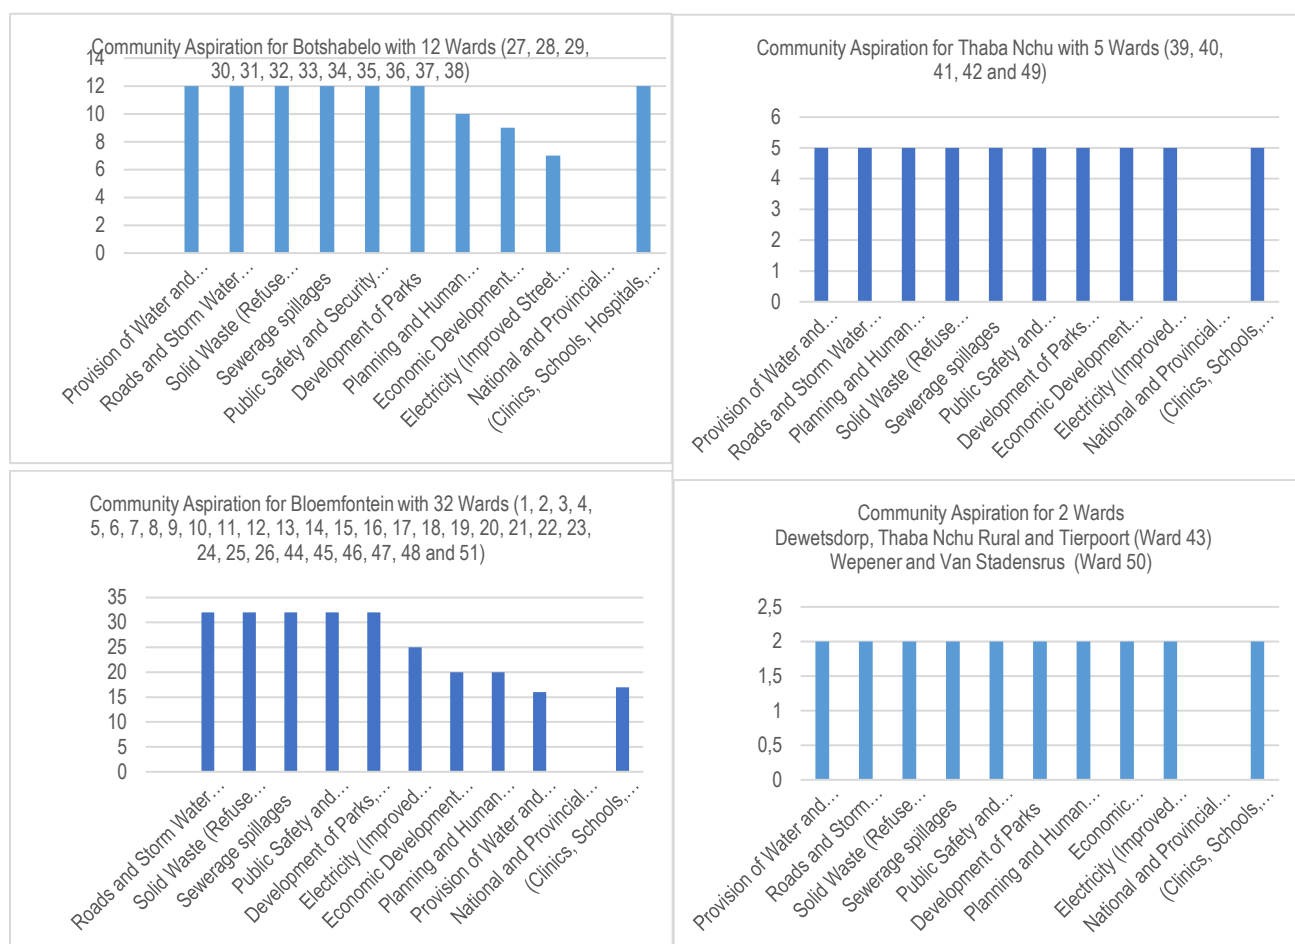 Community Aspiration for Botshabelo with 12 Wards (27, 28, 29,
30, 31, 32, 33, 34, 35, 36, 37, 38)
14
12
10
8
6
4
2
0
Provision of Water and…
Roads and Storm Water…
Solid Waste (Refuse…
Sewerage spillages
Public Safety and Security…
Development of Parks
Planning and Human…
Economic Development…
Electricity (Improved Street…
National and Provincial…
(Clinics, Schools, Hospitals,…
Community Aspiration for Thaba Nchu with 5 Wards (39, 40,
41, 42 and 49)
6
5
4
3
2
1
0
Provision of Water and…
Roads and Storm Water…
Planning and Human…
Solid Waste (Refuse…
Sewerage spillages
Public Safety and…
Development of Parks…
Economic Development…
Electricity (Improved…
National and Provincial…
(Clinics, Schools,…
Community Aspiration for Bloemfontein with 32 Wards (1, 2, 3, 4,
5, 6, 7, 8, 9, 10, 11, 12, 13, 14, 15, 16, 17, 18, 19, 20, 21, 22, 23,
24, 25, 26, 44, 45, 46, 47, 48 and 51)
35
30
25
20
15
10
5
0
Roads and Storm Water…
Solid Waste (Refuse…
Sewerage spillages
Public Safety and…
Development of Parks,…
Electricity (Improved…
Economic Development…
Planning and Human…
Provision of Water and…
National and Provincial…
(Clinics, Schools,…
Community Aspiration for 2 Wards
Dewetsdorp, Thaba Nchu Rural and Tierpoort (Ward 43)
Wepener and Van Stadensrus (Ward 50)
2,5
2
1,5
1
0,5
0
Provision of Water and…
Roads and Storm…
Solid Waste (Refuse…
Sewerage spillages
Public Safety and…
Development of Parks
Planning and Human…
Economic…
Electricity (Improved…
National and Provincial…
(Clinics, Schools,…